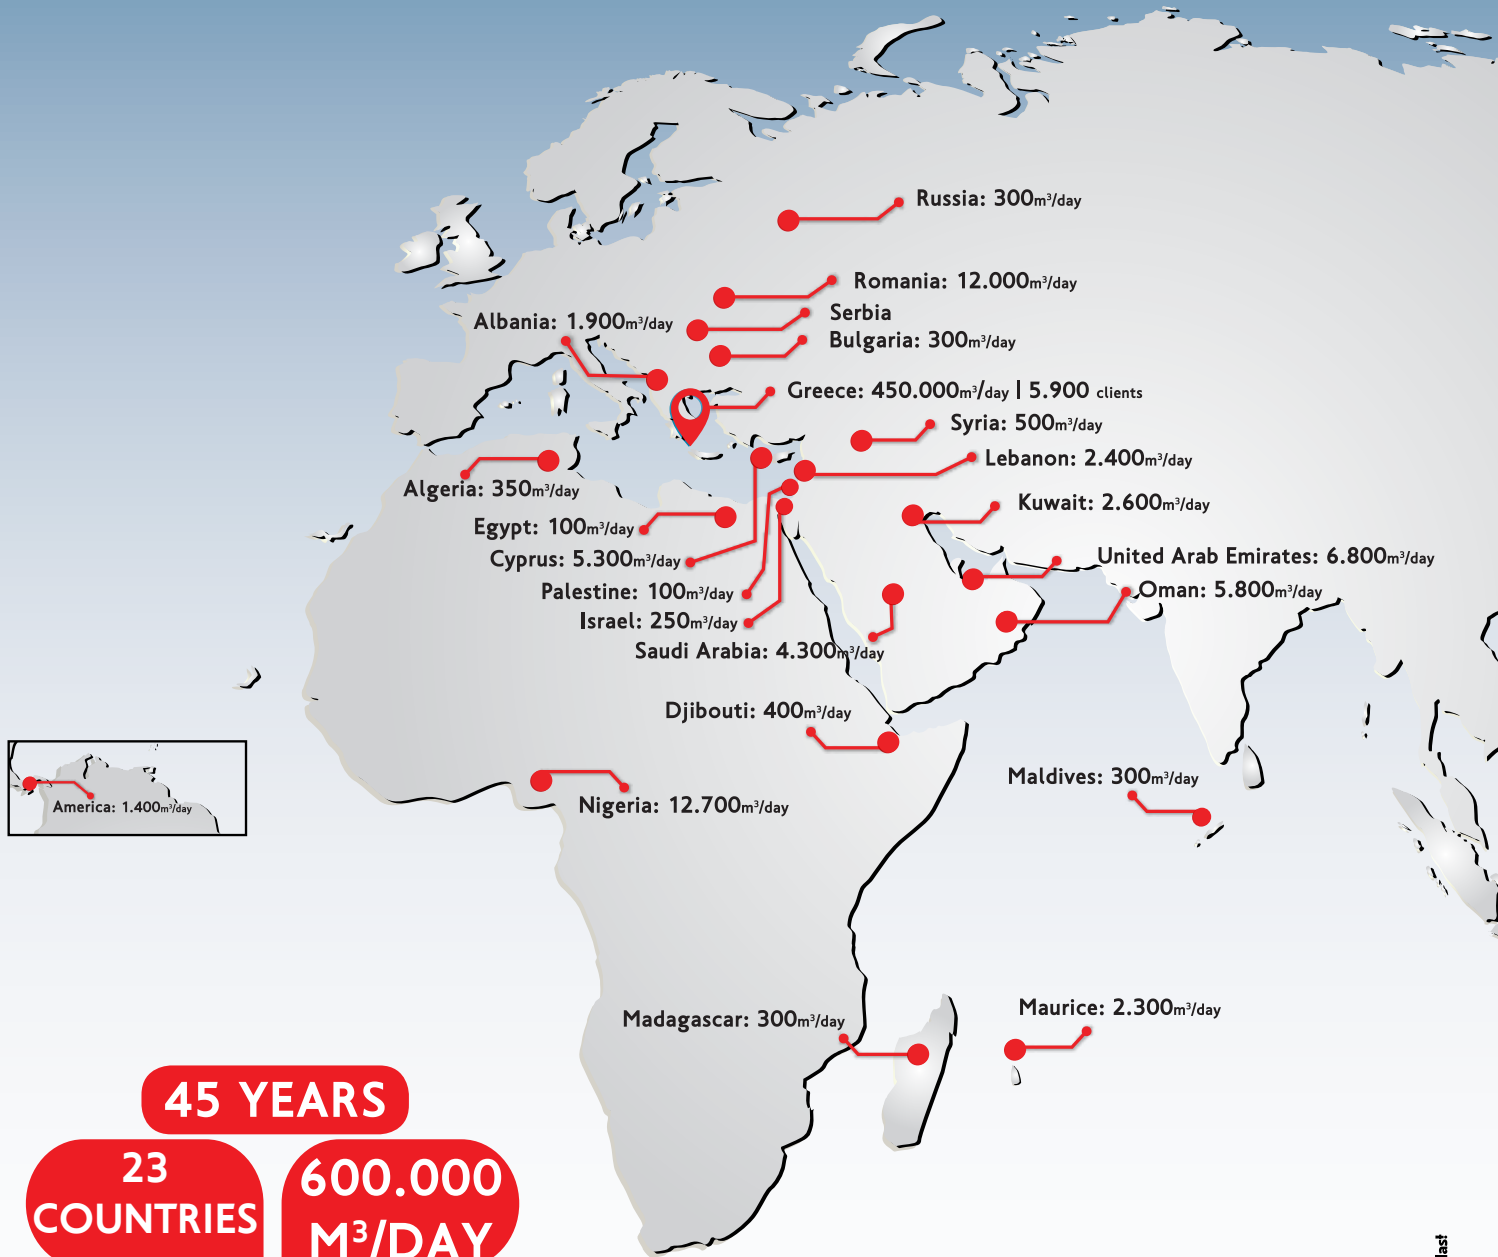 Russia: 300m³/day
Romania: 12.000m³/day
Serbia
Albania: 1.900m³/day
Bulgaria: 300m³/day
Greece: 450.000m³/day | 5.900 clients
Syria: 500m³/day
Lebanon: 2.400m³/day
Algeria: 350m³/day
Kuwait: 2.600m³/day
Egypt: 100m³/day
Cyprus: 5.300m³/day
United Arab Emirates: 6.800m³/day
Palestine: 100m³/day
Oman: 5.800m³/day
Israel: 250m³/day
Saudi Arabia: 4.300m³/day
Djibouti: 400m³/day
Maldives: 300m³/day
America: 1.400m³/day
Nigeria: 12.700m³/day
Madagascar: 300m³/day
Maurice: 2.300m³/day
45 YEARS
23
COUNTRIES
600.000
M³/DAY
last